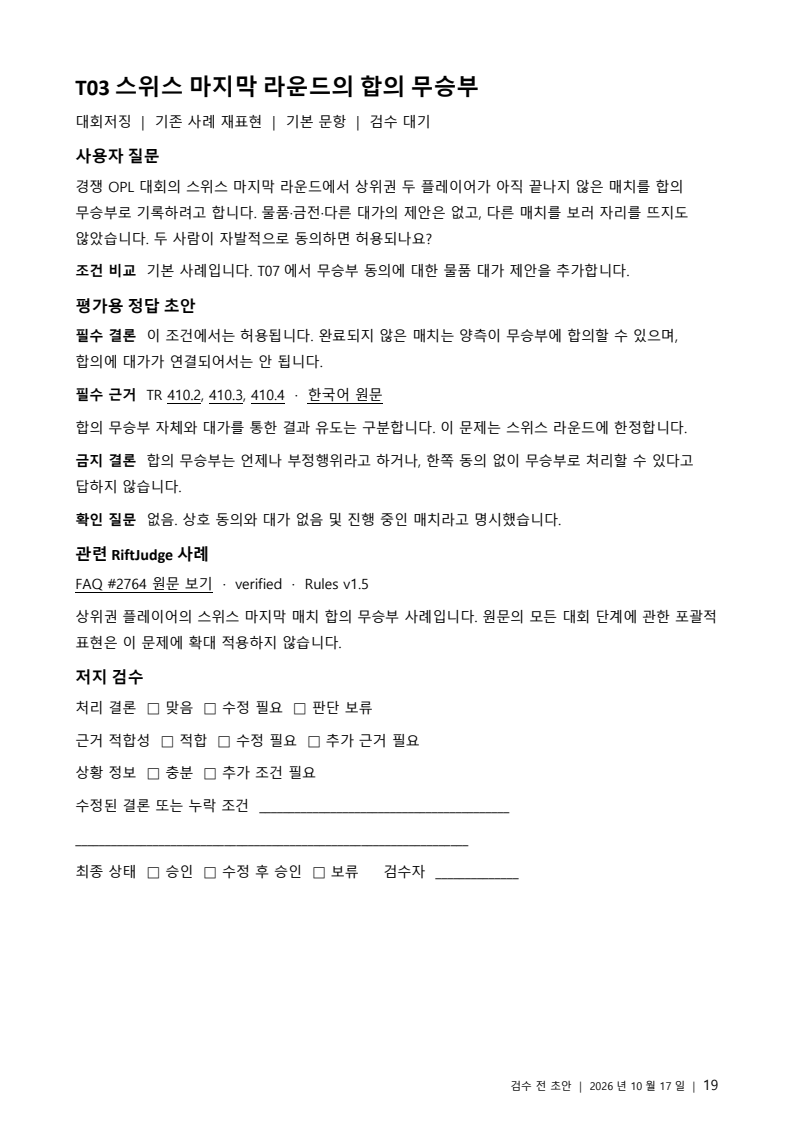 T03 스위스 마지막 라운드의 합의 무승부
대회저징 | 기존 사례 재표현 | 기본 문항 | 검수 대기
사용자 질문
경쟁 OPL 대회의 스위스 마지막 라운드에서 상위권 두 플레이어가 아직 끝나지 않은 매치를 합의
무승부로 기록하려고 합니다. 물품·금전·다른 대가의 제안은 없고, 다른 매치를 보러 자리를 뜨지도
않았습니다. 두 사람이 자발적으로 동의하면 허용되나요?
조건 비교 기본 사례입니다. T07 에서 무승부 동의에 대한 물품 대가 제안을 추가합니다.
평가용 정답 초안
필수 결론 이 조건에서는 허용됩니다. 완료되지 않은 매치는 양측이 무승부에 합의할 수 있으며,
합의에 대가가 연결되어서는 안 됩니다.
필수 근거 TR 410.2, 410.3, 410.4 · 한국어 원문
합의 무승부 자체와 대가를 통한 결과 유도는 구분합니다. 이 문제는 스위스 라운드에 한정합니다.
금지 결론 합의 무승부는 언제나 부정행위라고 하거나, 한쪽 동의 없이 무승부로 처리할 수 있다고
답하지 않습니다.
확인 질문 없음. 상호 동의와 대가 없음 및 진행 중인 매치라고 명시했습니다.
관련 RiftJudge 사례
FAQ #2764 원문 보기 · verified · Rules v1.5
상위권 플레이어의 스위스 마지막 매치 합의 무승부 사례입니다. 원문의 모든 대회 단계에 관한 포괄적
표현은 이 문제에 확대 적용하지 않습니다.
저지 검수
처리 결론 □ 맞음 □ 수정 필요 □ 판단 보류
근거 적합성 □ 적합 □ 수정 필요 □ 추가 근거 필요
상황 정보 □ 충분 □ 추가 조건 필요
수정된 결론 또는 누락 조건 ______________________________
_______________________________________________
최종 상태 □ 승인 □ 수정 후 승인 □ 보류 검수자 __________
검수 전 초안 | 2026 년 10 월 17 일 | 19